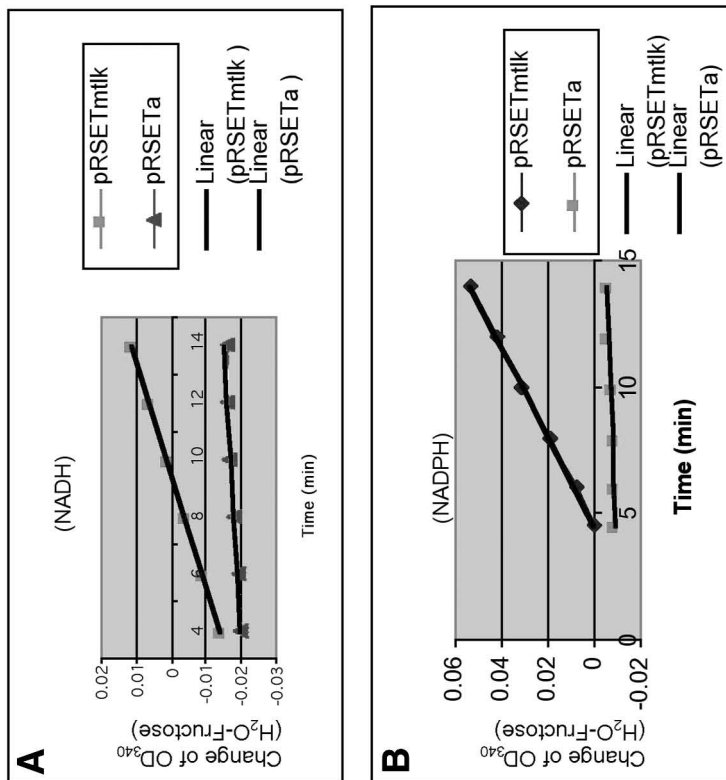 A
(NADH)
Change of OD340
(H2O-Fructose)
0.02
0.01
0
-0.01
-0.02
-0.03
4
6
8
10
12
14
Time (min)
pRSETmtlk
pRSETa
Linear
(pRSETmtlk )
Linear
(pRSETa )
B
(NADPH)
Change of OD340
(H2O-Fructose)
0.06
0.04
0.02
0
-0.02
0
5
10
15
Time (min)
pRSETmtlk
pRSETa
Linear
(pRSETmtlk)
Linear
(pRSETa)